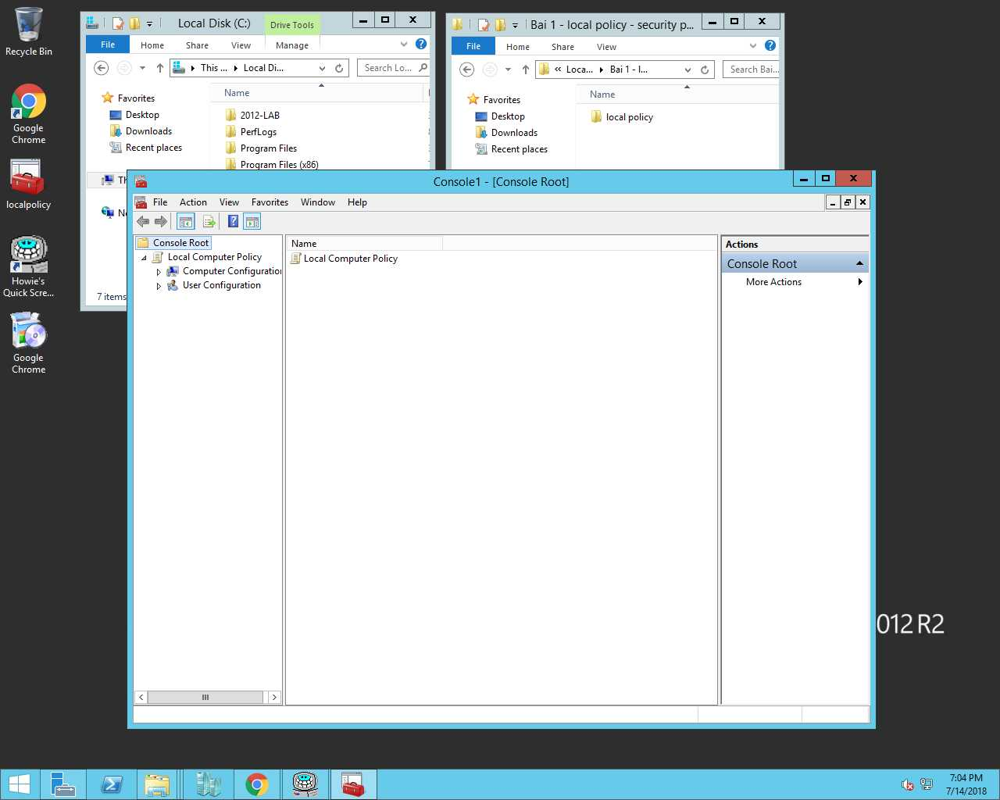 Recycle Bin
Google
Chrome
localpolicy
Howie's
Quick Scre...
Google
Chrome
Local Disk (C:)
Drive Tools
File
Home
Share
View
Manage
This ...
Local Di...
Search Lo...
Favorites
Desktop
Downloads
Recent places
Name
2012-LAB
PerfLogs
Program Files
Program Files (x86)
7 items
Bai 1 - local policy - security p...
File
Home
Share
View
Loca...
Bai 1 - l...
Search Bai...
Favorites
Desktop
Downloads
Recent places
Name
local policy
Console1 - [Console Root]
File
Action
View
Favorites
Window
Help
Console Root
Local Computer Policy
Computer Configuratio
User Configuration
Name
Local Computer Policy
Actions
Console Root
More Actions
012 R2
7:04 PM
7/14/2018